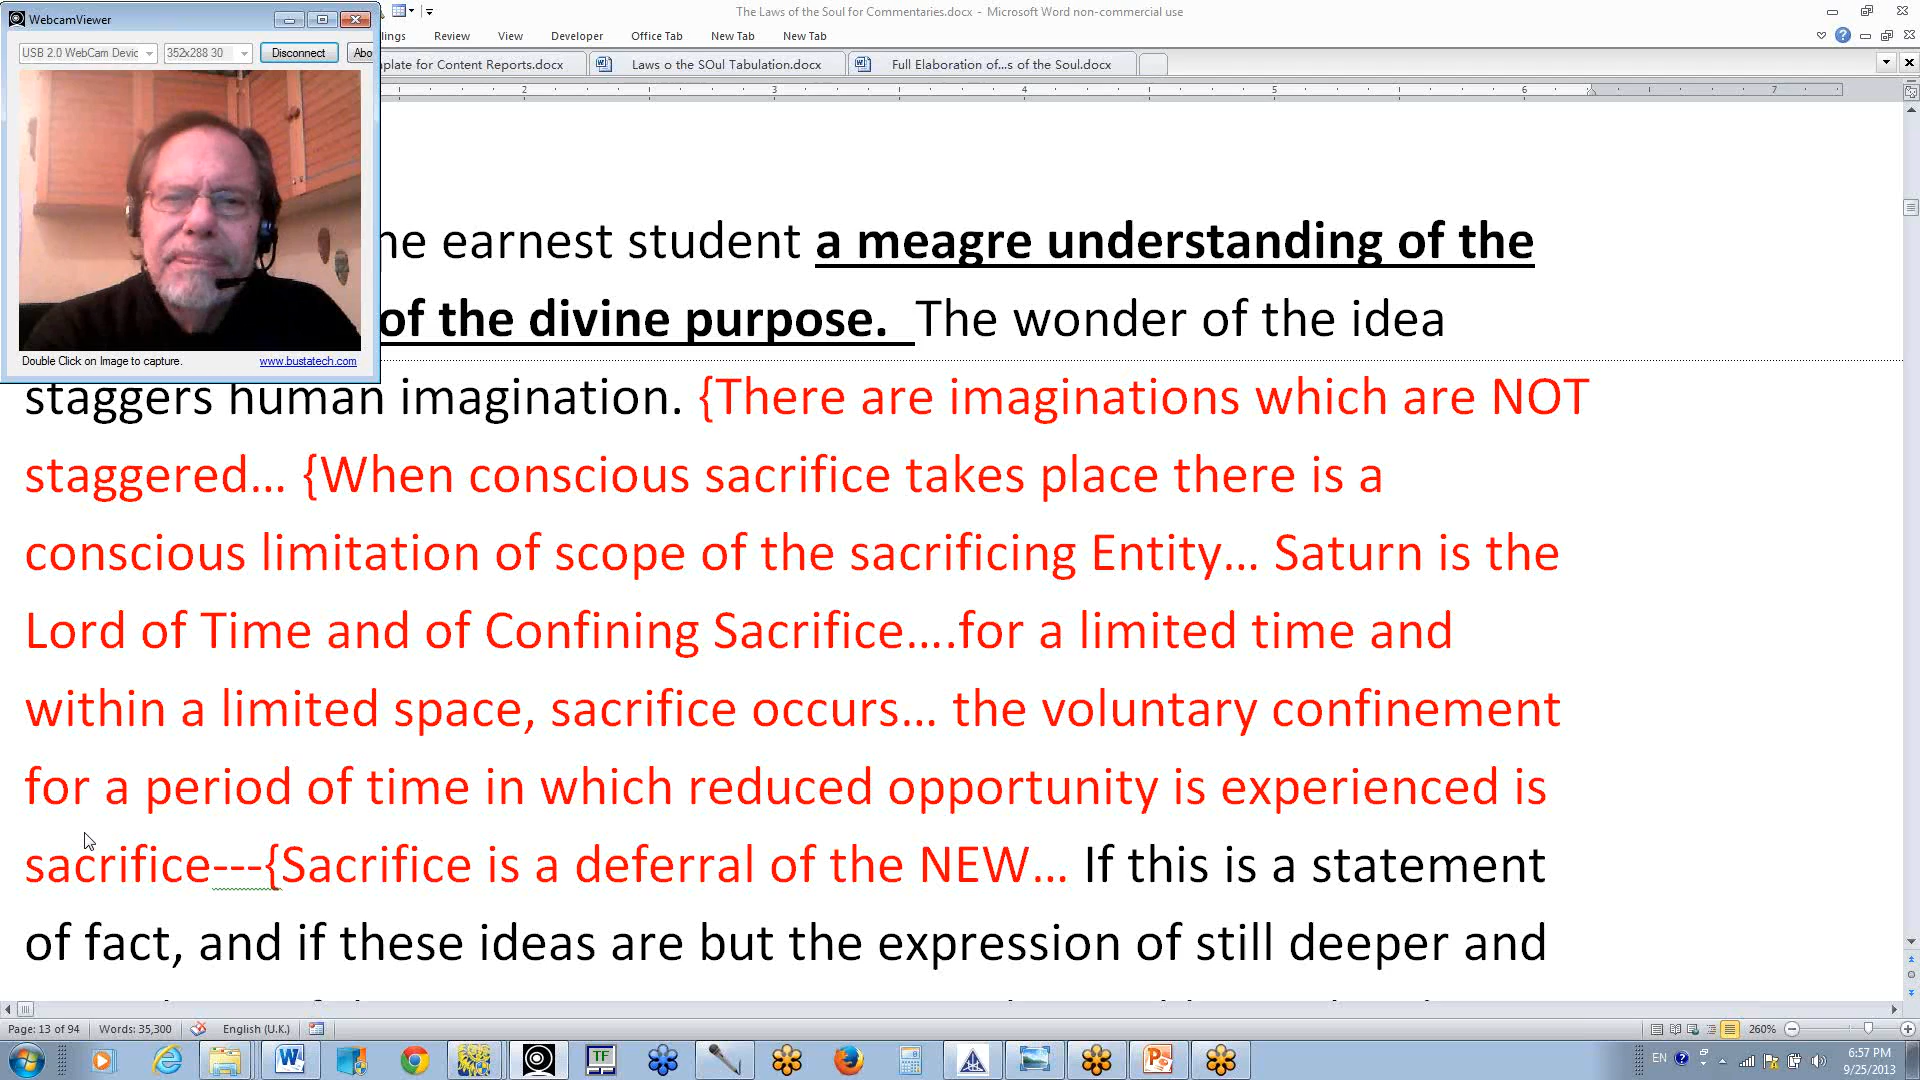 WebcamViewer
The Laws of the Soul for Commentaries.docx - Microsoft Word non-commercial use
USB 2.0 WebCam Devic 352x288 30 Disconnect Abo
lings Review View Developer Office Tab New Tab New Tab
plate for Content Reports.docx Laws o the SOul Tabulation.docx Full Elaboration of...s of the Soul.docx
2 3 4 5 6 7
he earnest student a meagre understanding of the
of the divine purpose. The wonder of the idea
Double Click on Image to capture. www.bustatech.com
staggers human imagination. {There are imaginations which are NOT
staggered... {When conscious sacrifice takes place there is a
conscious limitation of scope of the sacrificing Entity... Saturn is the
Lord of Time and of Confining Sacrifice....for a limited time and
within a limited space, sacrifice occurs... the voluntary confinement
for a period of time in which reduced opportunity is experienced is
sacrifice---{Sacrifice is a deferral of the NEW... If this is a statement
of fact, and if these ideas are but the expression of still deeper and
Page: 13 of 94 Words: 35,300 English (U.K.) 260%
TF EN 6:57 PM
9/25/2013